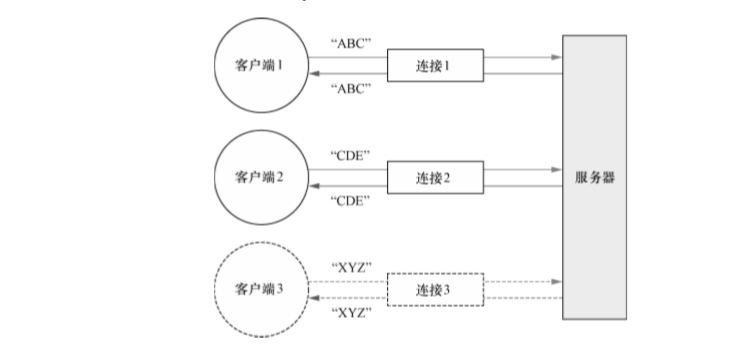 “ABC”
客户端1
连接1
“ABC”
“CDE”
客户端2
连接2
服务器
“CDE”
“XYZ”
客户端3
连接3
“XYZ”